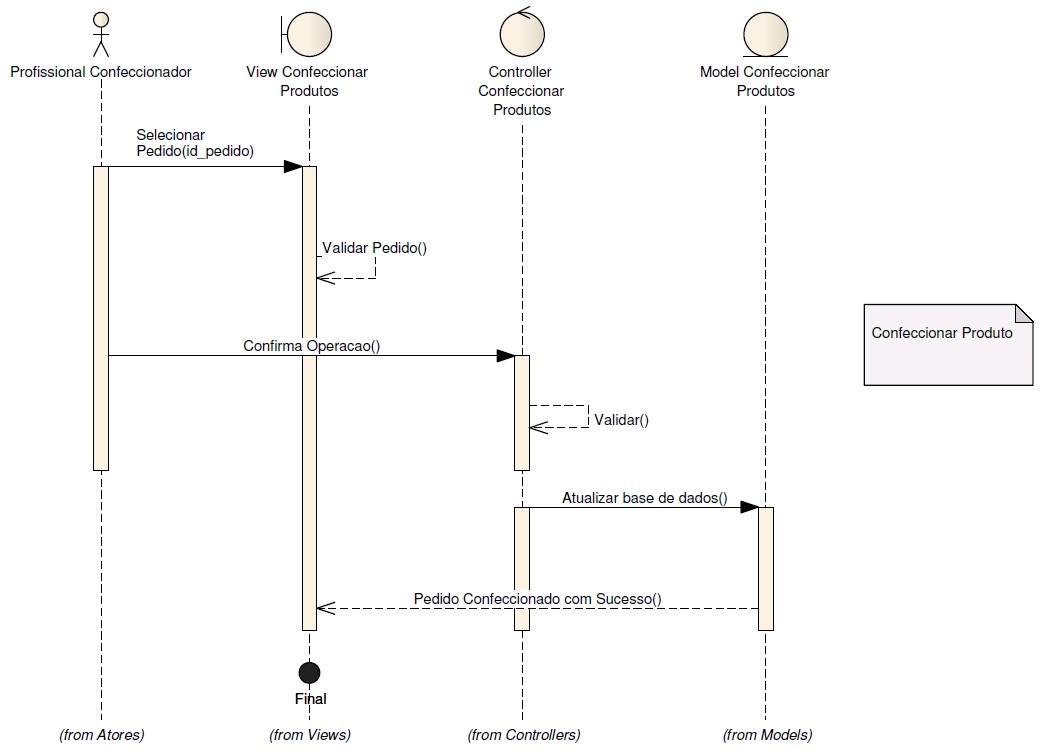 Profissional Confeccionador
View Confeccionar
Produtos
Controller
Confeccionar
Produtos
Model Confeccionar
Produtos
Selecionar
Pedido(id_pedido)
Validar Pedido()
Confeccionar Produto
Confirma Operacao()
Validar()
Atualizar base de dados()
Pedido Confeccionado com Sucesso()
Final
(from Atores)
(from Views)
(from Controllers)
(from Models)